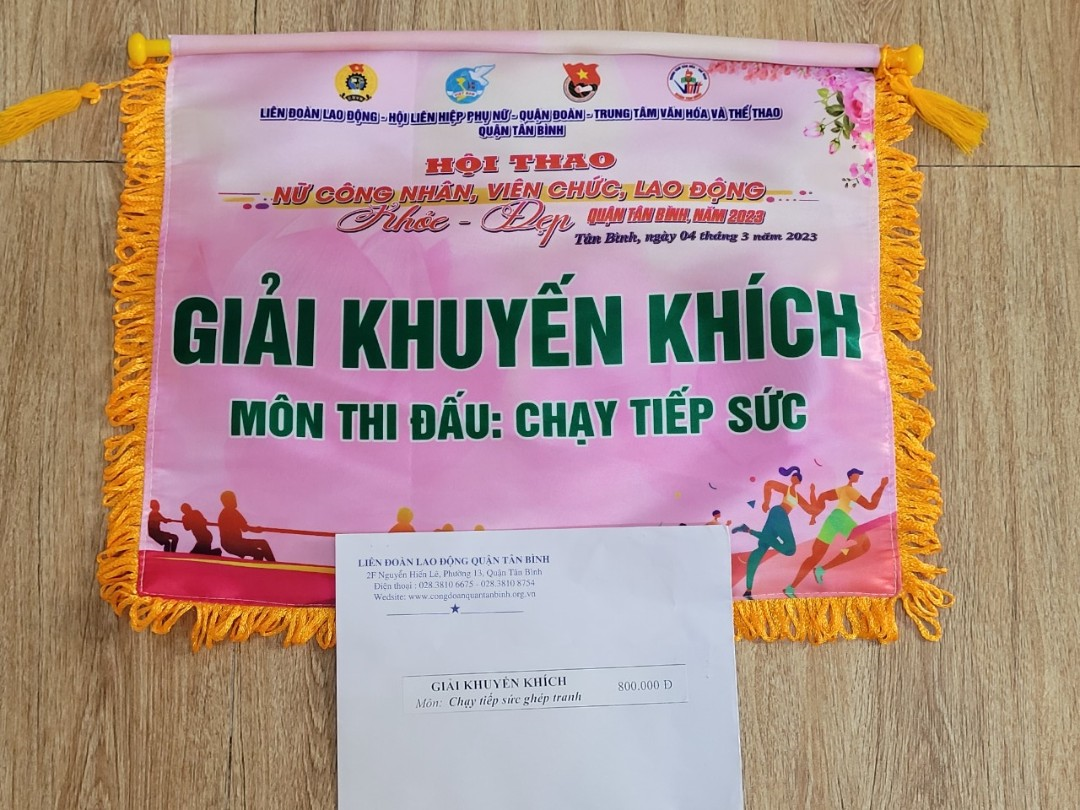 LIÊN ĐOÀN LAO ĐỘNG - HỘI LIÊN HIỆP PHỤ NỮ - QUẬN ĐOÀN - TRUNG TÂM VĂN HÓA VÀ THỂ THAO
QUẬN TÂN BÌNH
HỘI THAO
NỮ CÔNG NHÂN, VIÊN CHỨC, LAO ĐỘNG
Khỏe - Đẹp QUẬN TÂN BÌNH, NĂM 2023
Tân Bình, ngày 04 tháng 3 năm 2023
GIẢI KHUYẾN KHÍCH
MÔN THI ĐẤU: CHẠY TIẾP SỨC
LIÊN ĐOÀN LAO ĐỘNG QUẬN TÂN BÌNH
2F Nguyễn Hiến Lê, Phường 13, Quận Tân Bình
Điện thoại : 028.3810 6675 - 028.3810 8754
Wedsite: www.congdoanquantanbinh.org.vn
GIẢI KHUYẾN KHÍCH 800.000 Đ
Môn: Chạy tiếp sức ghép tranh